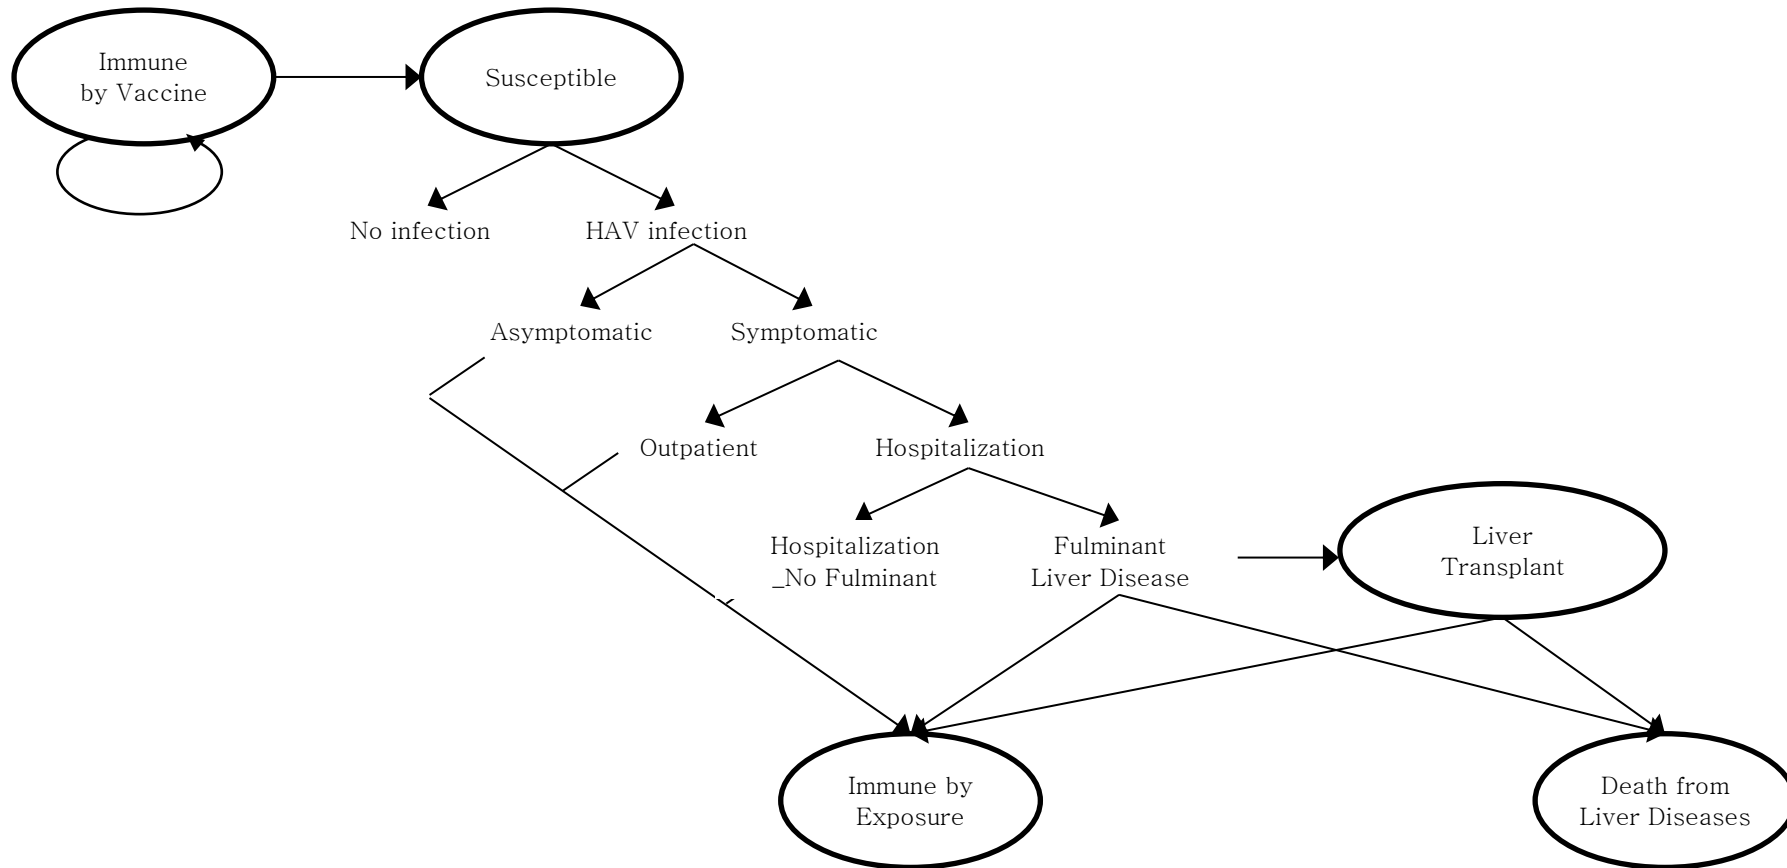 Immune
by Vaccine
Susceptible
No infection
HAV infection
Asymptomatic
Symptomatic
Outpatient
Hospitalization
Hospitalization
_No Fulminant
Fulminant
Liver Disease
Liver
Transplant
Immune by
Exposure
Death from
Liver Diseases